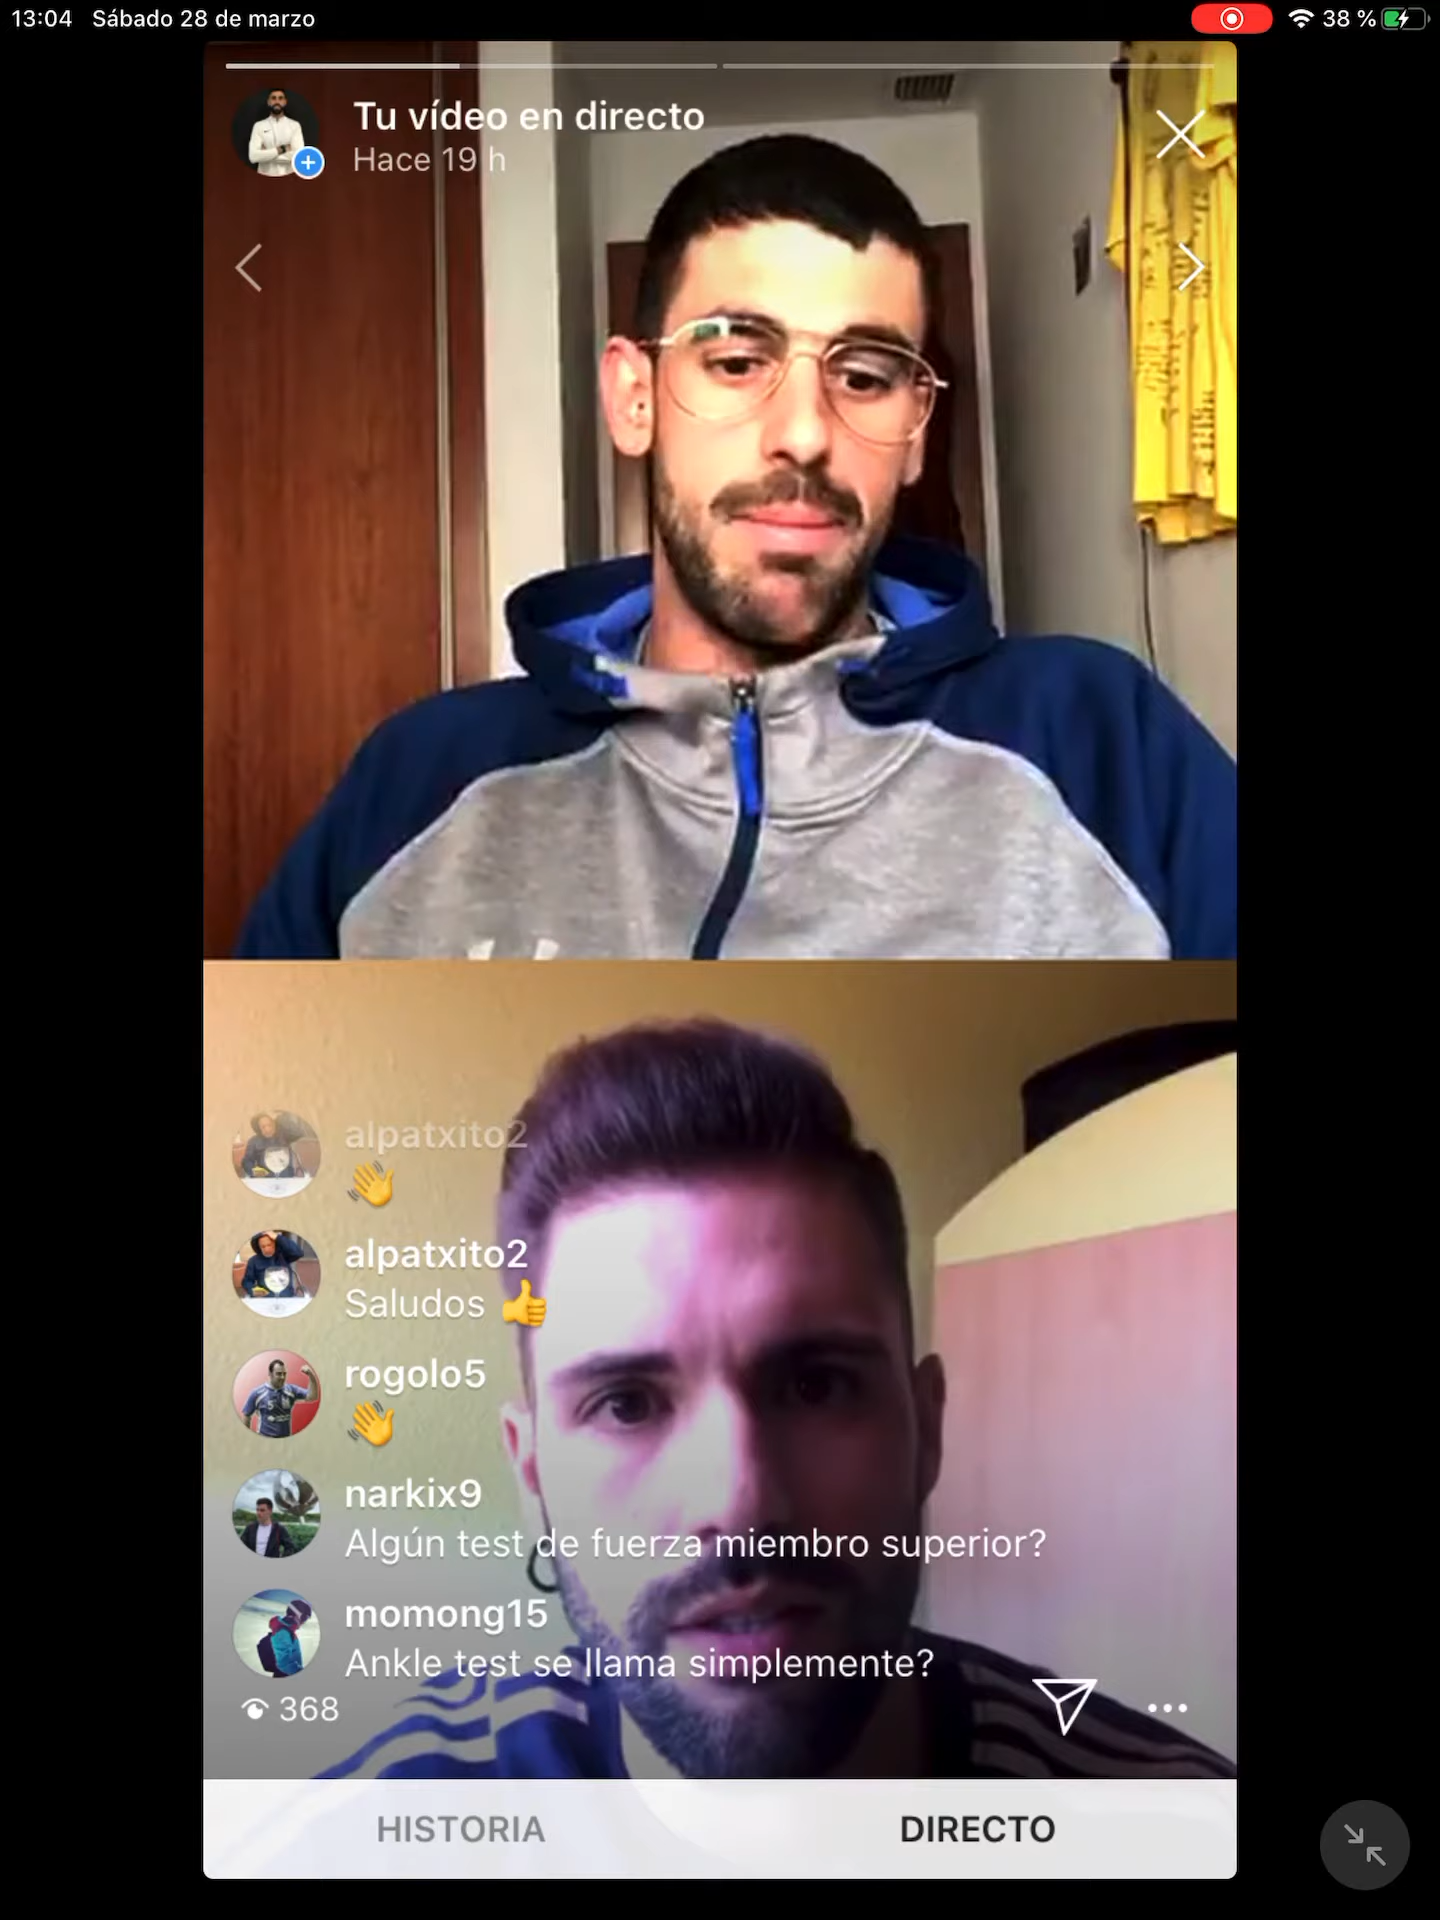 13:04 Sábado 28 de marzo
38 %
Tu vídeo en directo
Hace 19 h
alpatxito2
👋
alpatxito2
Saludos 👍
rogolo5
👋
narkix9
Algún test de fuerza miembro superior?
momong15
Ankle test se llama simplemente?
368
HISTORIA
DIRECTO